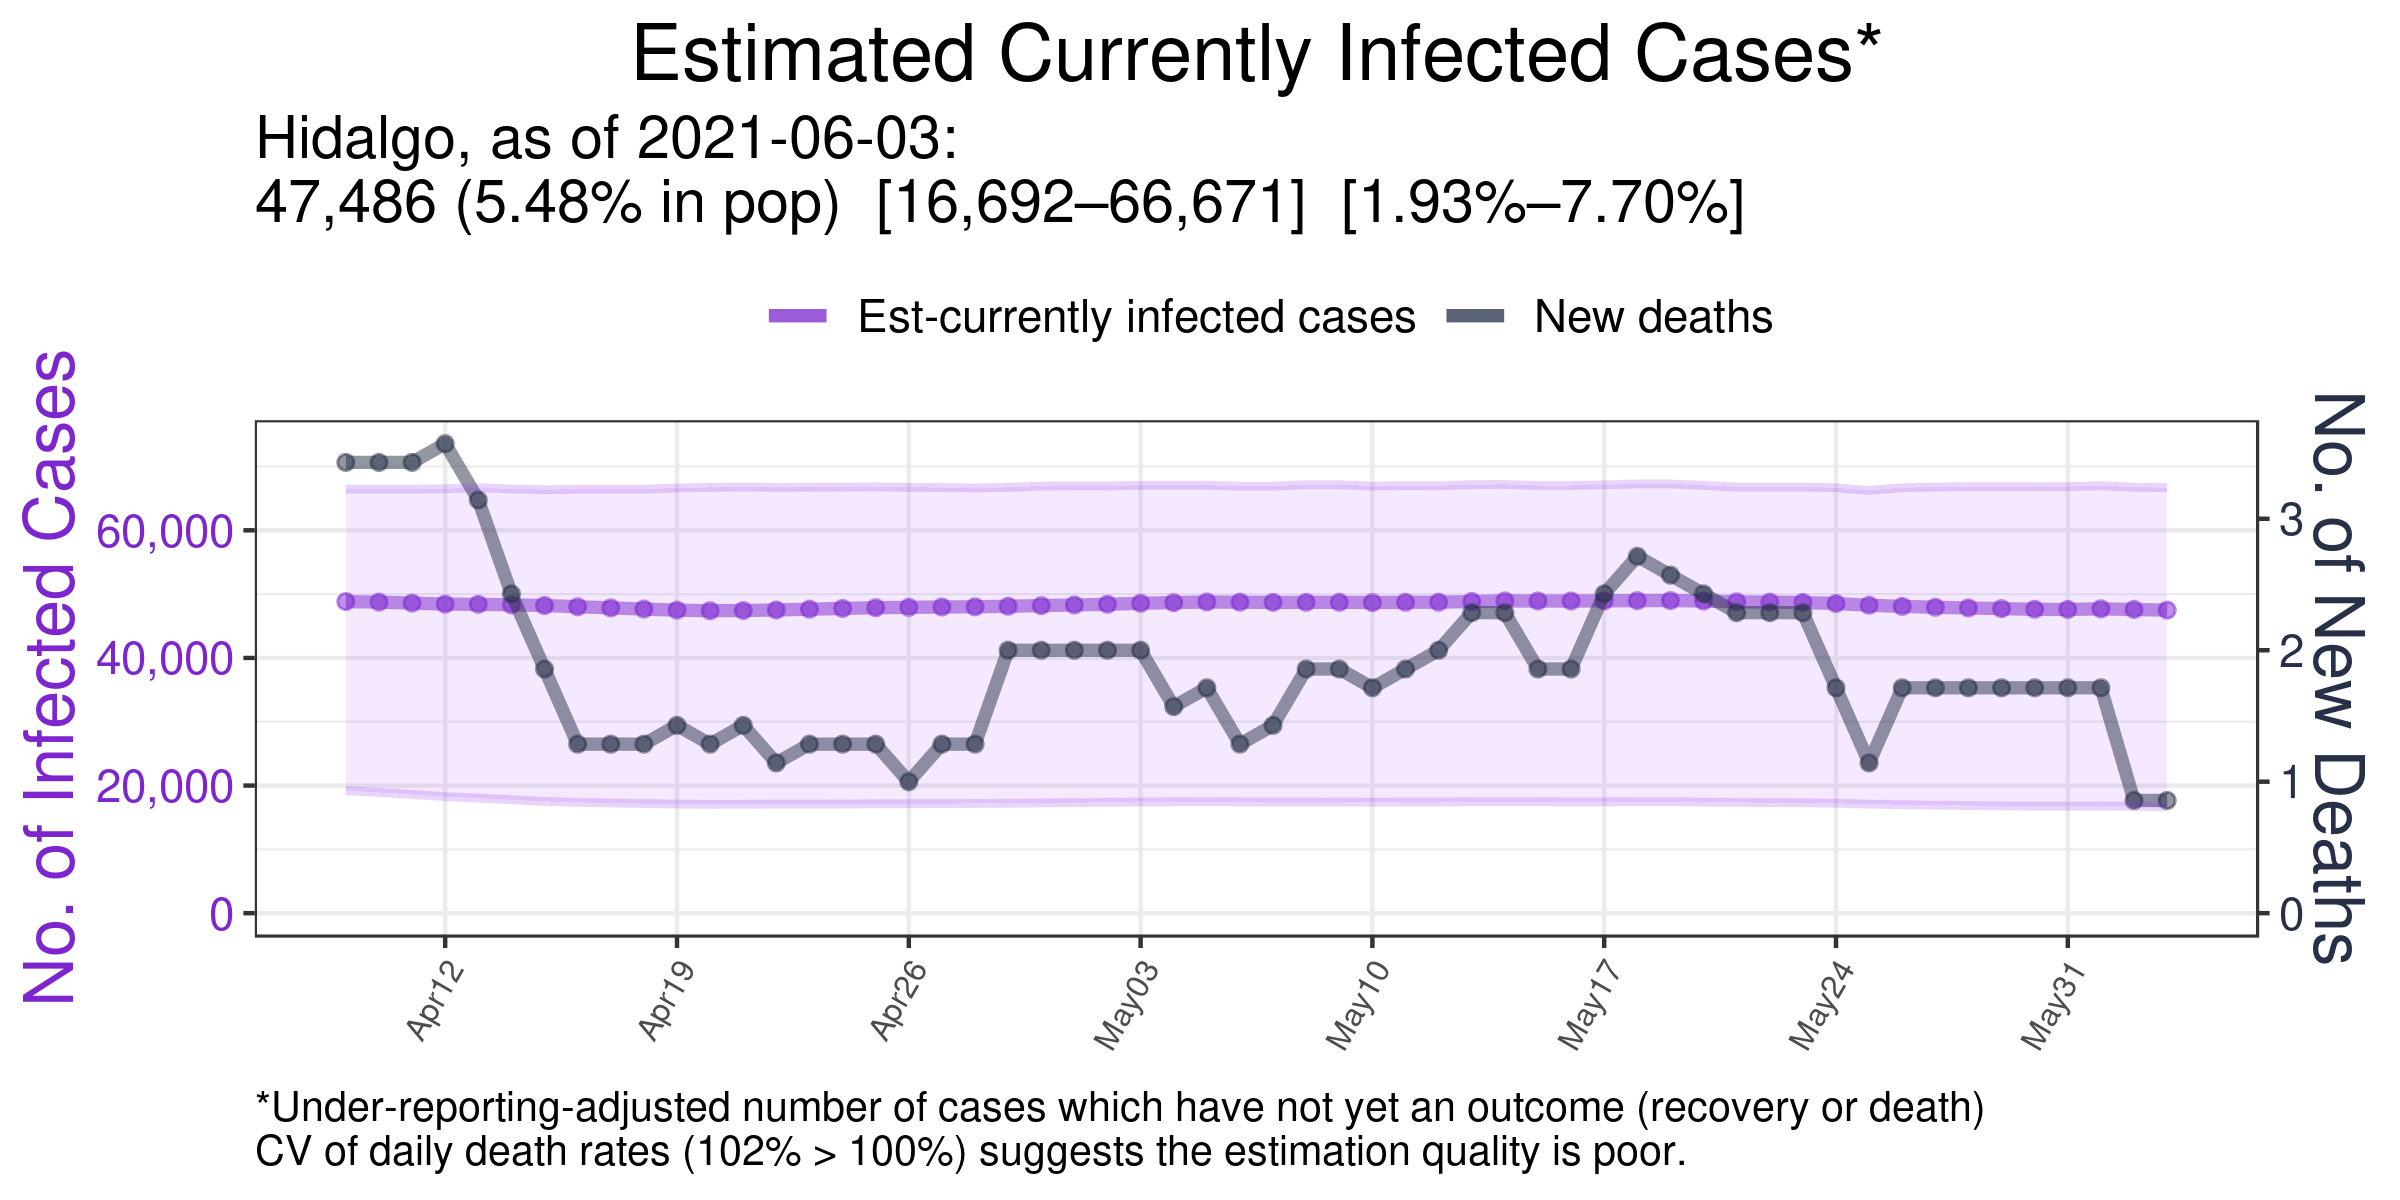 Estimated Currently Infected Cases*
Hidalgo, as of 2021-06-03:
47,486 (5.48% in pop)  [16,692–66,671]  [1.93%–7.70%]
Est-currently infected cases
New deaths
No. of Infected Cases
60,000
40,000
20,000
0
3
2
1
0
No. of New Deaths
Apr12
Apr19
Apr26
May03
May10
May17
May24
May31
*Under-reporting-adjusted number of cases which have not yet an outcome (recovery or death)
CV of daily death rates (102% > 100%) suggests the estimation quality is poor.